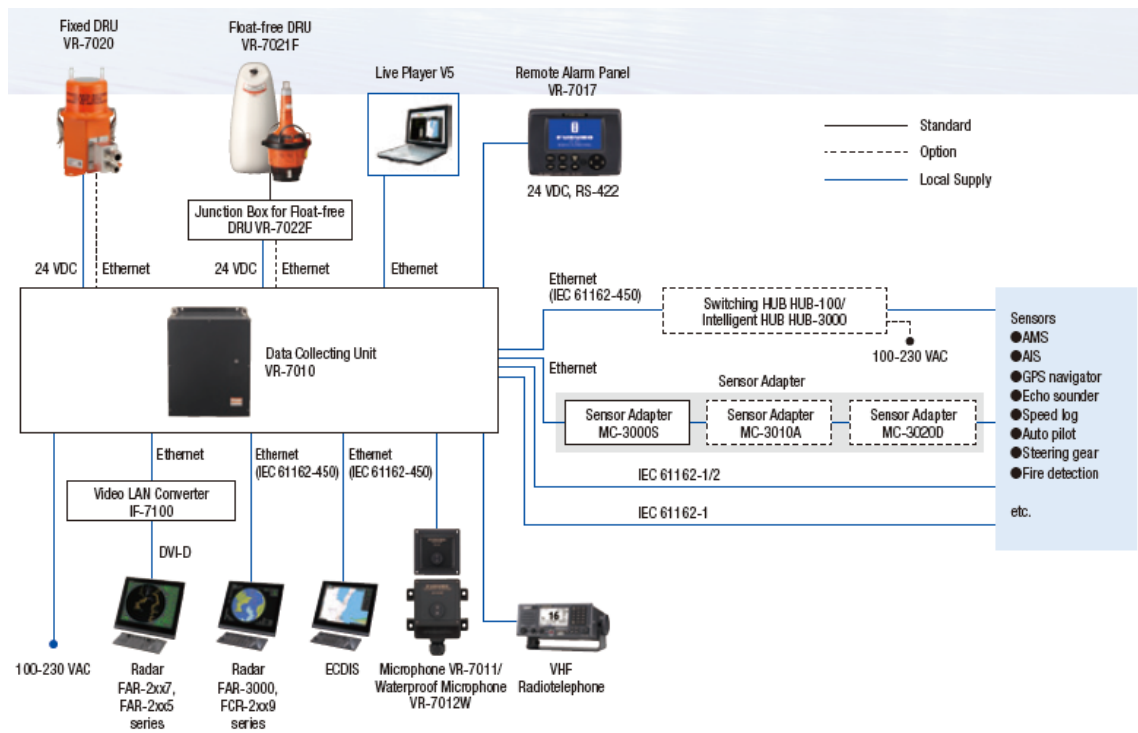 Fixed DRU
VR-7020
Float-free DRU
VR-7021F
Live Player V5
Remote Alarm Panel
VR-7017
24 VDC, RS-422
Standard
Option
Local Supply
Junction Box for Float-free
DRU VR-7022F
24 VDC
Ethernet
24 VDC
Ethernet
Ethernet
Data Collecting Unit
VR-7010
Ethernet
(IEC 61162-450)
Switching HUB HUB-100/
Intelligent HUB HUB-3000
100-230 VAC
Ethernet
Sensor Adapter
Sensor Adapter
MC-3000S
Sensor Adapter
MC-3010A
Sensor Adapter
MC-3020D
IEC 61162-1/2
IEC 61162-1
Sensors
●AMS
●AIS
●GPS navigator
●Echo sounder
●Speed log
●Auto pilot
●Steering gear
●Fire detection
etc.
Ethernet
Ethernet
(IEC 61162-450)
Ethernet
(IEC 61162-450)
Video LAN Converter
IF-7100
DVI-D
16
100-230 VAC
Radar
FAR-2xx7,
FAR-2xx5
series
Radar
FAR-3000,
FCR-2xx9
series
ECDIS
Microphone VR-7011/
Waterproof Microphone
VR-7012W
VHF
Radiotelephone